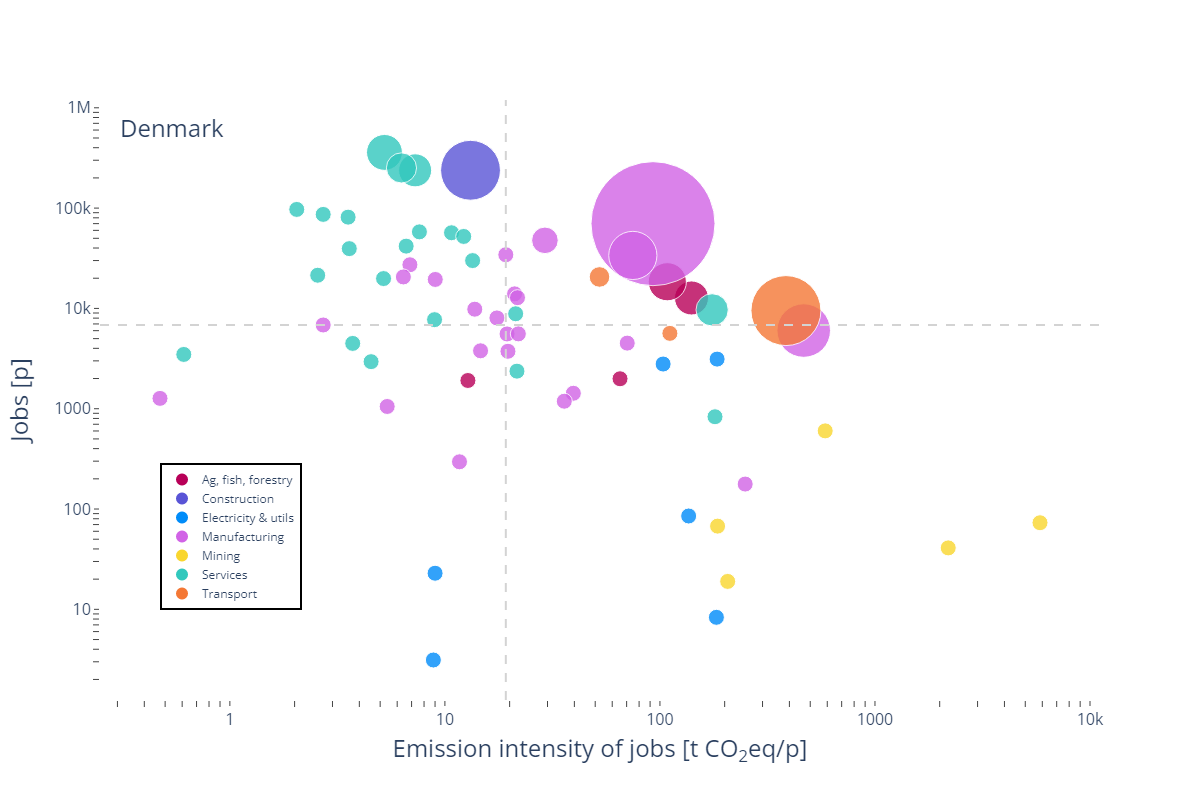 Denmark
1M
100k
10k
1000
100
10
Jobs [p]
Ag, fish, forestry
Construction
Electricity & utils
Manufacturing
Mining
Services
Transport
1
10
100
1000
10k
Emission intensity of jobs [t CO₂eq/p]